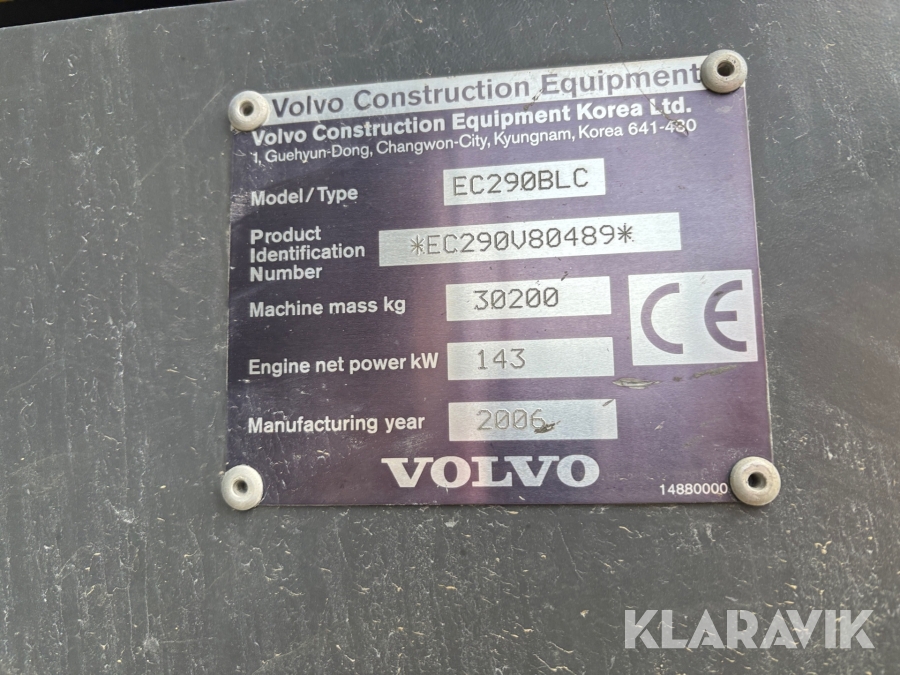 Volvo Construction Equipment
Volvo Construction Equipment Korea Ltd.
1, Guehyun-Dong, Changwon-City, Kyungnam, Korea 641-430
Model/Type EC290BLC
Product Identification Number *EC290V80489*
Machine mass kg 30200
CE
Engine net power kW 143
Manufacturing year 2006
VOLVO
14880000
KLARAVIK